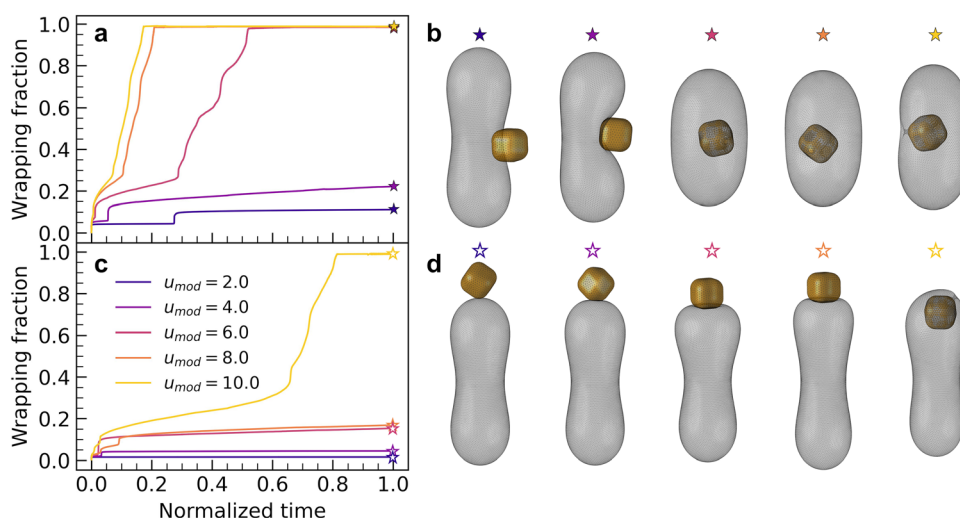 a
Wrapping fraction
1.0
0.8
0.6
0.4
0.2
0.0
b
c
Wrapping fraction
1.0
0.8
0.6
0.4
0.2
0.0
u_mod = 2.0
u_mod = 4.0
u_mod = 6.0
u_mod = 8.0
u_mod = 10.0
0.0 0.2 0.4 0.6 0.8 1.0
Normalized time
d